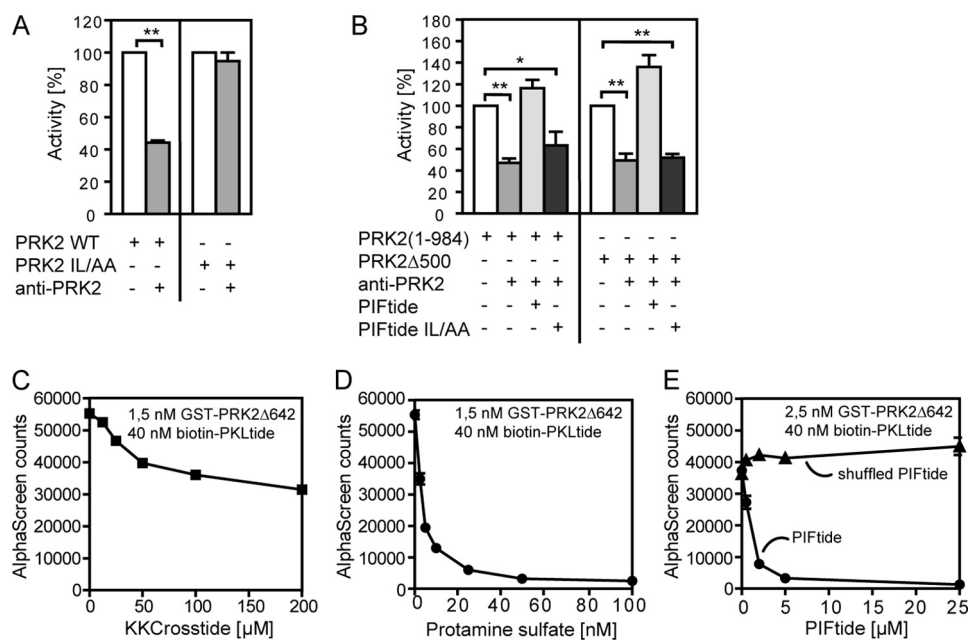 A
Activity [%]
120
100
80
60
40
20
0
**
PRK2 WT + + - -
PRK2 IL/AA - - + +
anti-PRK2 - + - +
B
Activity [%]
180
160
140
120
100
80
60
40
20
0
**
*
**
**
PRK2(1-984) + + + + - - - -
PRK2Δ500 - - - - + + + +
anti-PRK2 - + + + - + + +
PIFtide - - + - - - + -
PIFtide IL/AA - - - + - - - +
C
AlphaScreen counts
60000
50000
40000
30000
20000
10000
0
1,5 nM GST-PRK2Δ642
40 nM biotin-PKLtide
0 50 100 150 200
KKCrosstide [µM]
D
AlphaScreen counts
60000
50000
40000
30000
20000
10000
0
1,5 nM GST-PRK2Δ642
40 nM biotin-PKLtide
0 20 40 60 80 100
Protamine sulfate [nM]
E
AlphaScreen counts
60000
50000
40000
30000
20000
10000
0
2,5 nM GST-PRK2Δ642
40 nM biotin-PKLtide
shuffled PIFtide
PIFtide
0 5 25
PIFtide [µM]